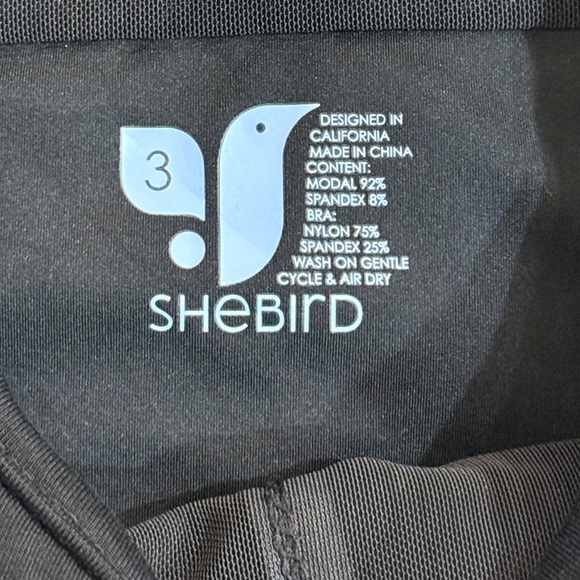 3
DESIGNED IN
CALIFORNIA
MADE IN CHINA
CONTENT:
MODAL 92%
SPANDEX 8%
BRA:
NYLON 75%
SPANDEX 25%
WASH ON GENTLE
CYCLE & AIR DRY
SHeBIrD